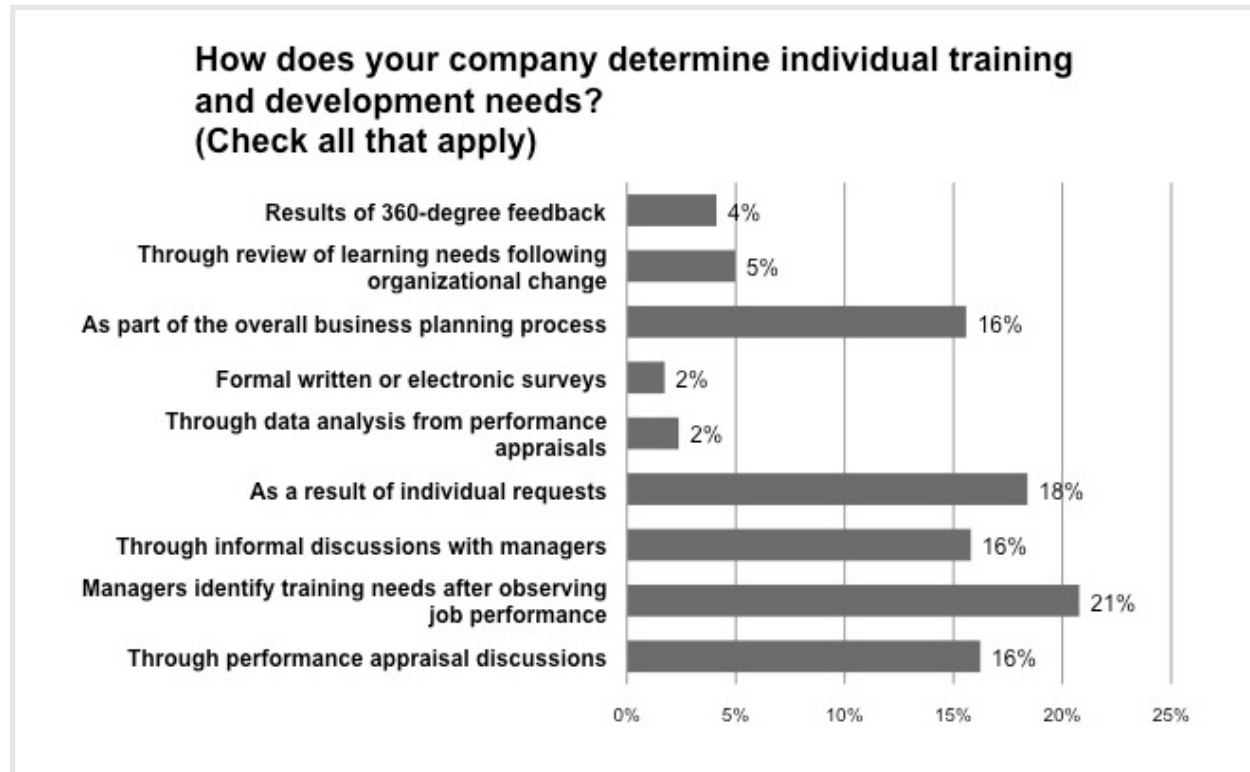 How does your company determine individual training
and development needs?
(Check all that apply)
Results of 360-degree feedback
4%
Through review of learning needs following
organizational change
5%
As part of the overall business planning process
16%
Formal written or electronic surveys
2%
Through data analysis from performance
appraisals
2%
As a result of individual requests
18%
Through informal discussions with managers
16%
Managers identify training needs after observing
job performance
21%
Through performance appraisal discussions
16%
0% 5% 10% 15% 20% 25%